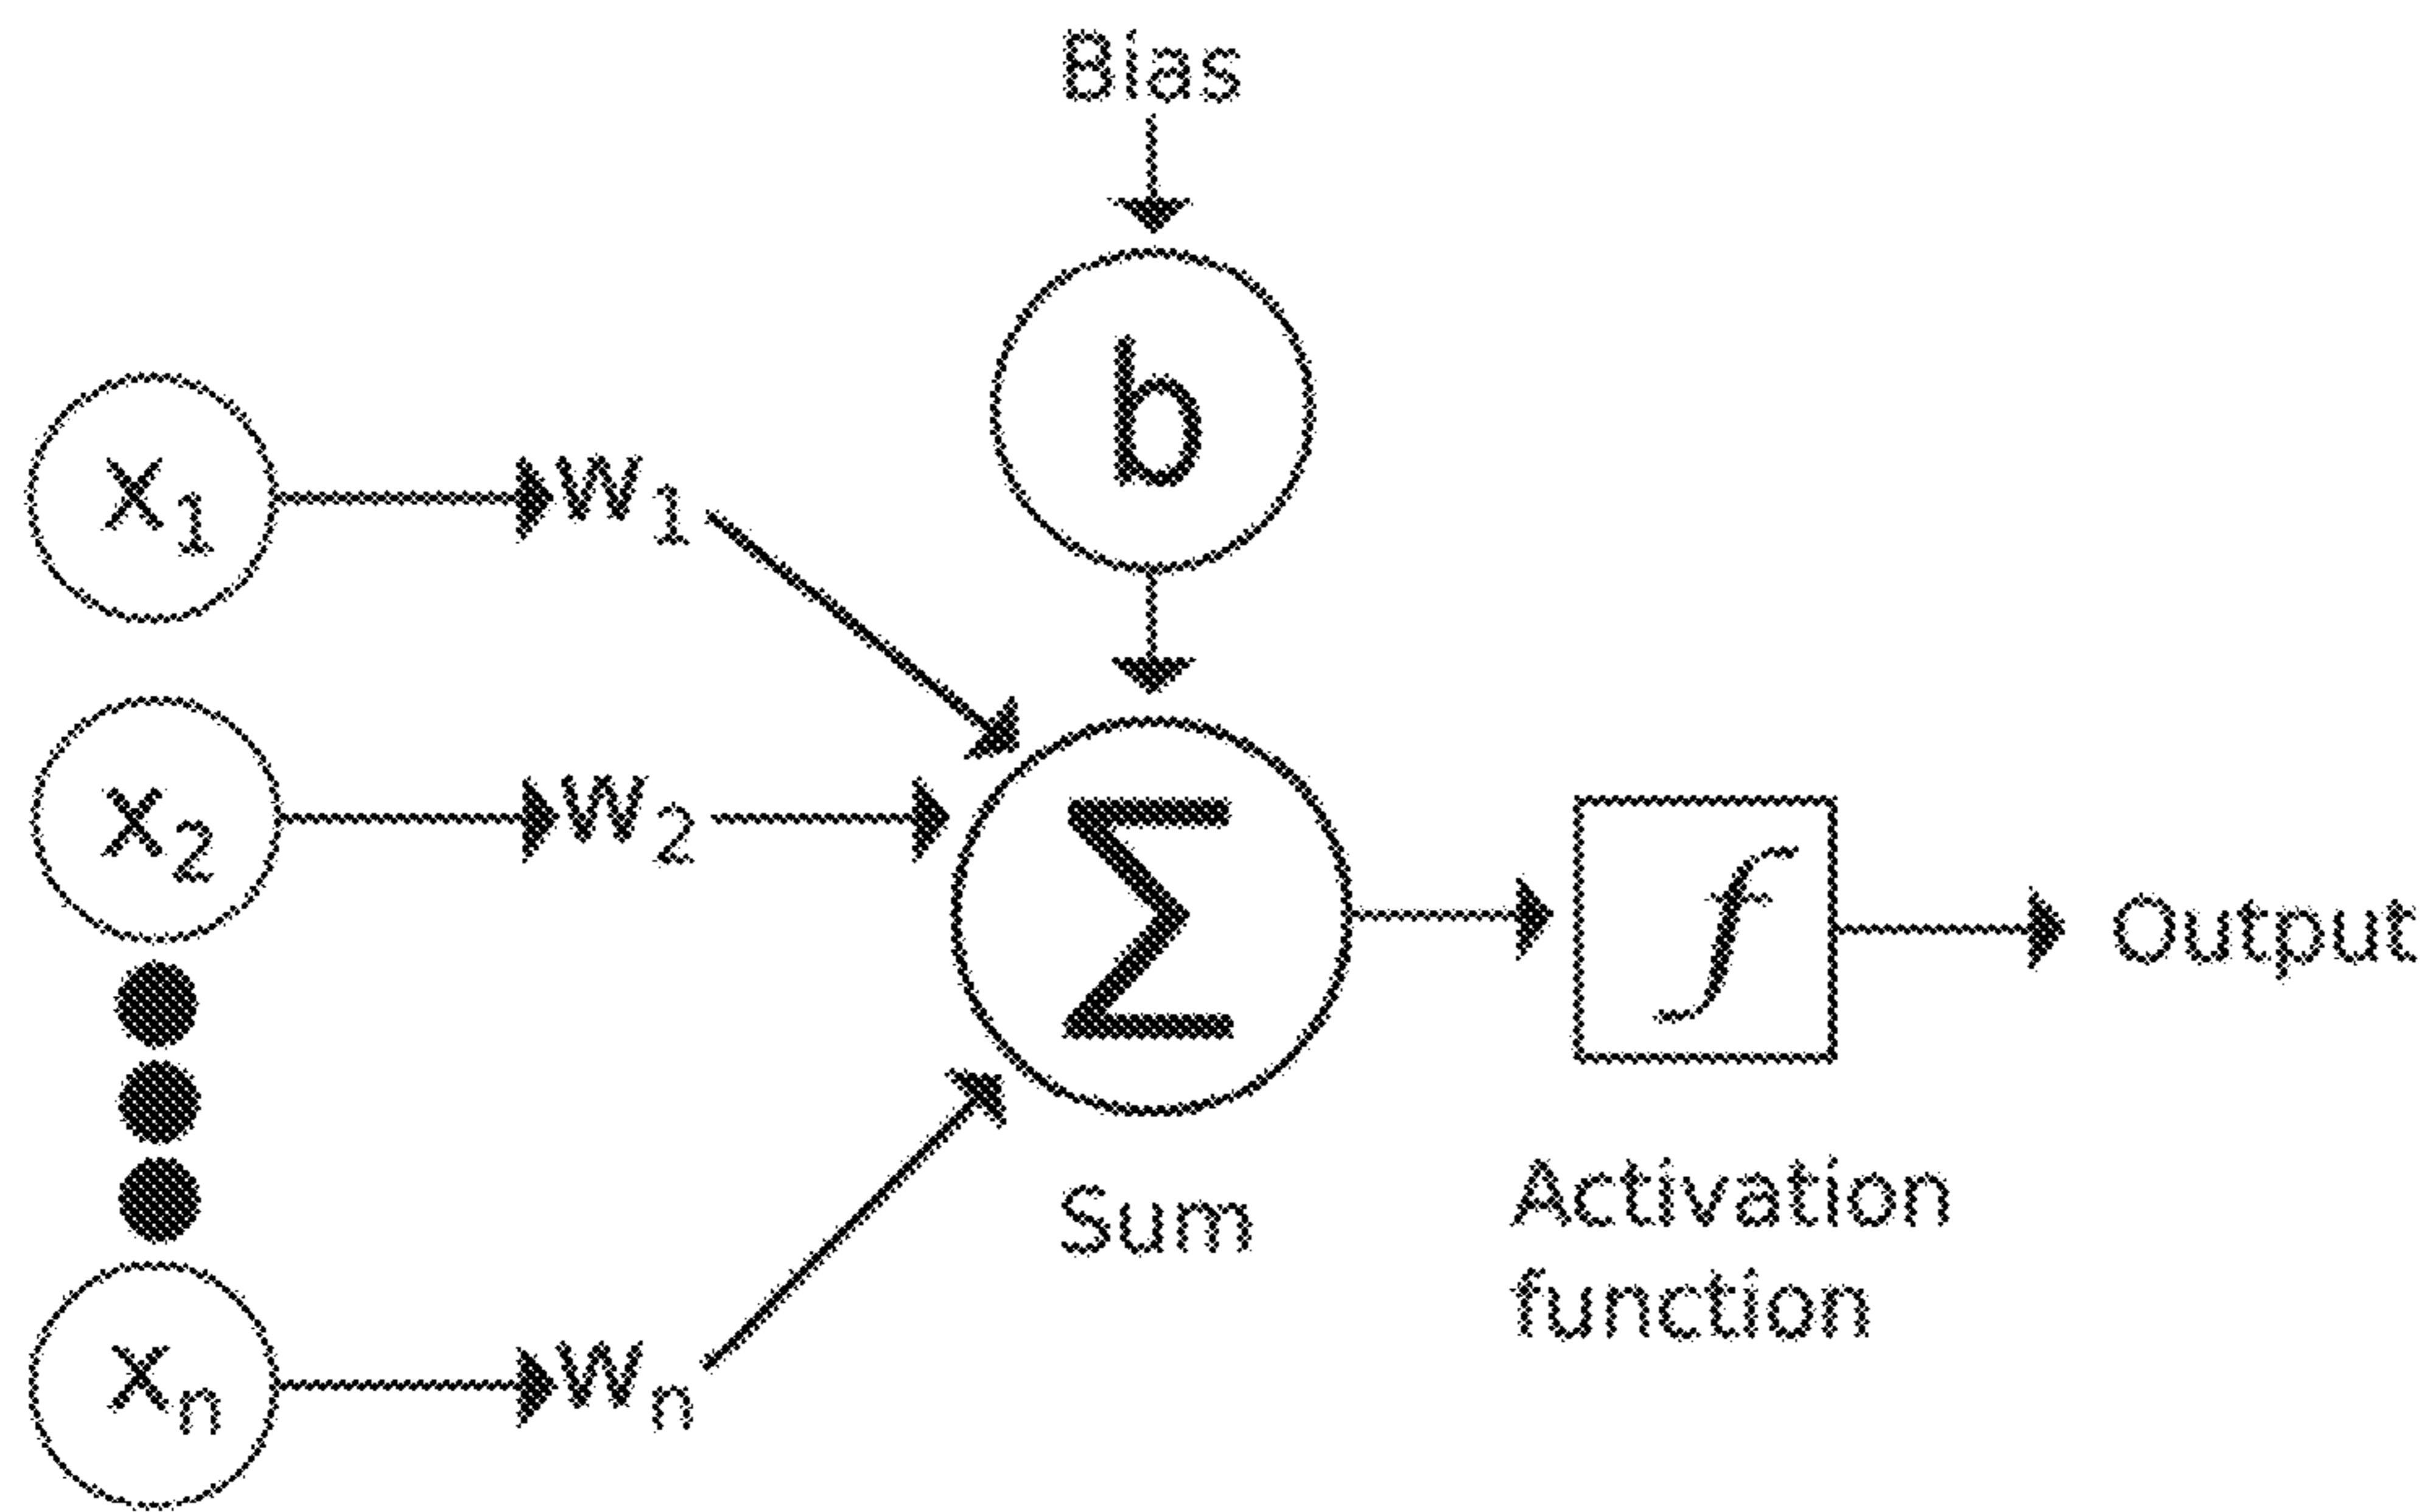 Bias
b
x₁ w₁
x₂ w₂
Σ
f
Output
Sum
Activation
function
xₙ wₙ